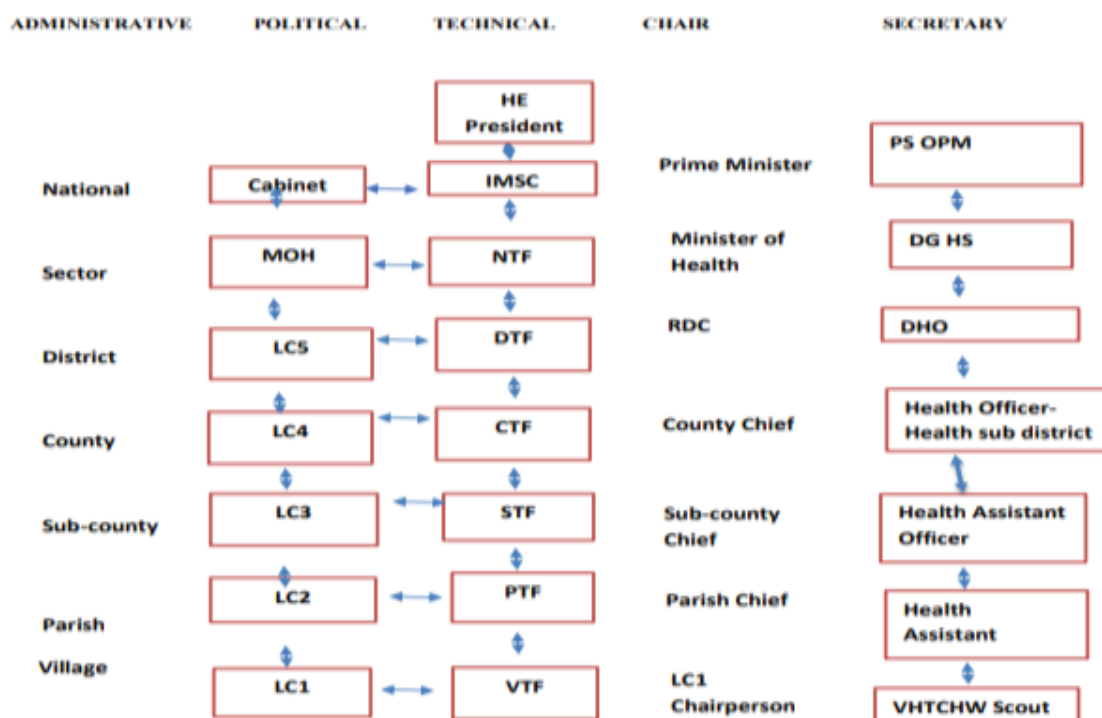 ADMINISTRATIVE POLITICAL TECHNICAL CHAIR SECRETARY
HE
President
PS OPM
Prime Minister
National Cabinet IMSC
Minister of
Health
DG HS
Sector MOH NTF
RDC DHO
District LC5 DTF
Health Officer-
Health sub district
County LC4 CTF County Chief
Sub-county LC3 STF
Sub-county
Chief
Health Assistant
Officer
LC2 PTF Parish Chief
Parish
Health
Assistant
Village
LC1 VTF
LC1
Chairperson
VHTCHW Scout